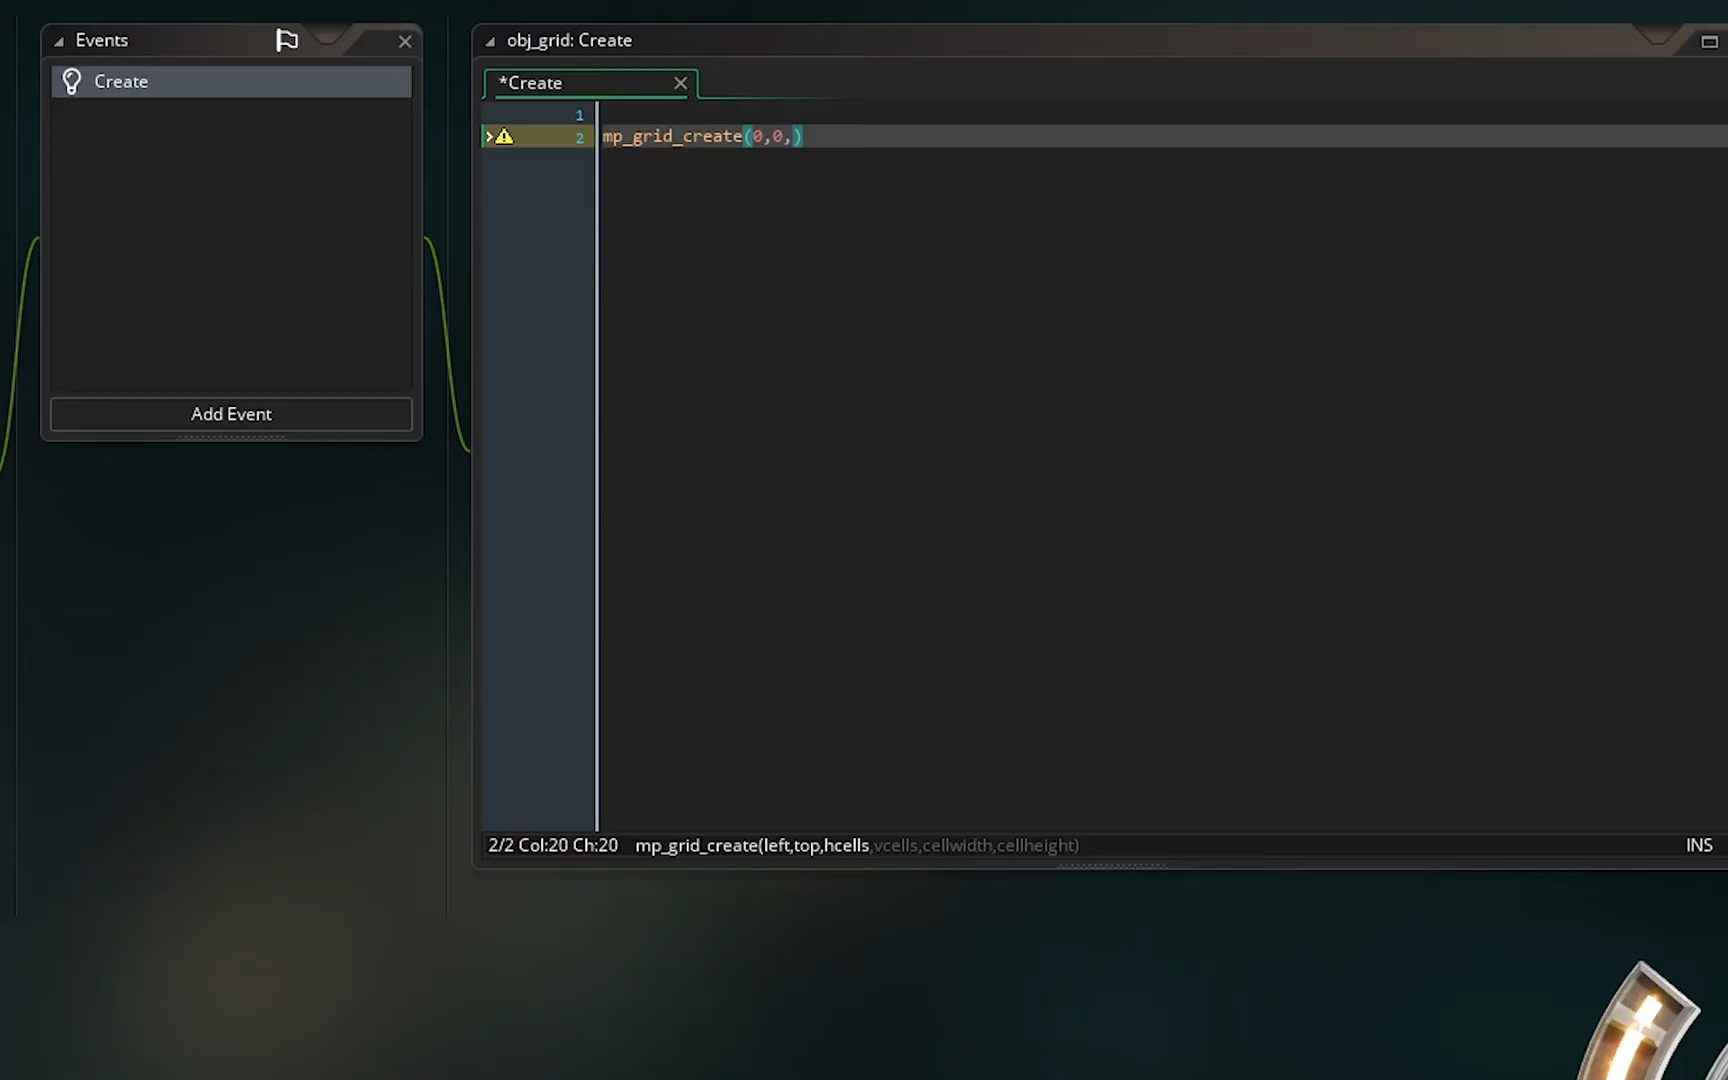 Events
Create
Add Event
obj_grid: Create
*Create
1
2 mp_grid_create(0,0,)
2/2 Col:20 Ch:20 mp_grid_create(left,top,hcells,vcells,cellwidth,cellheight) INS